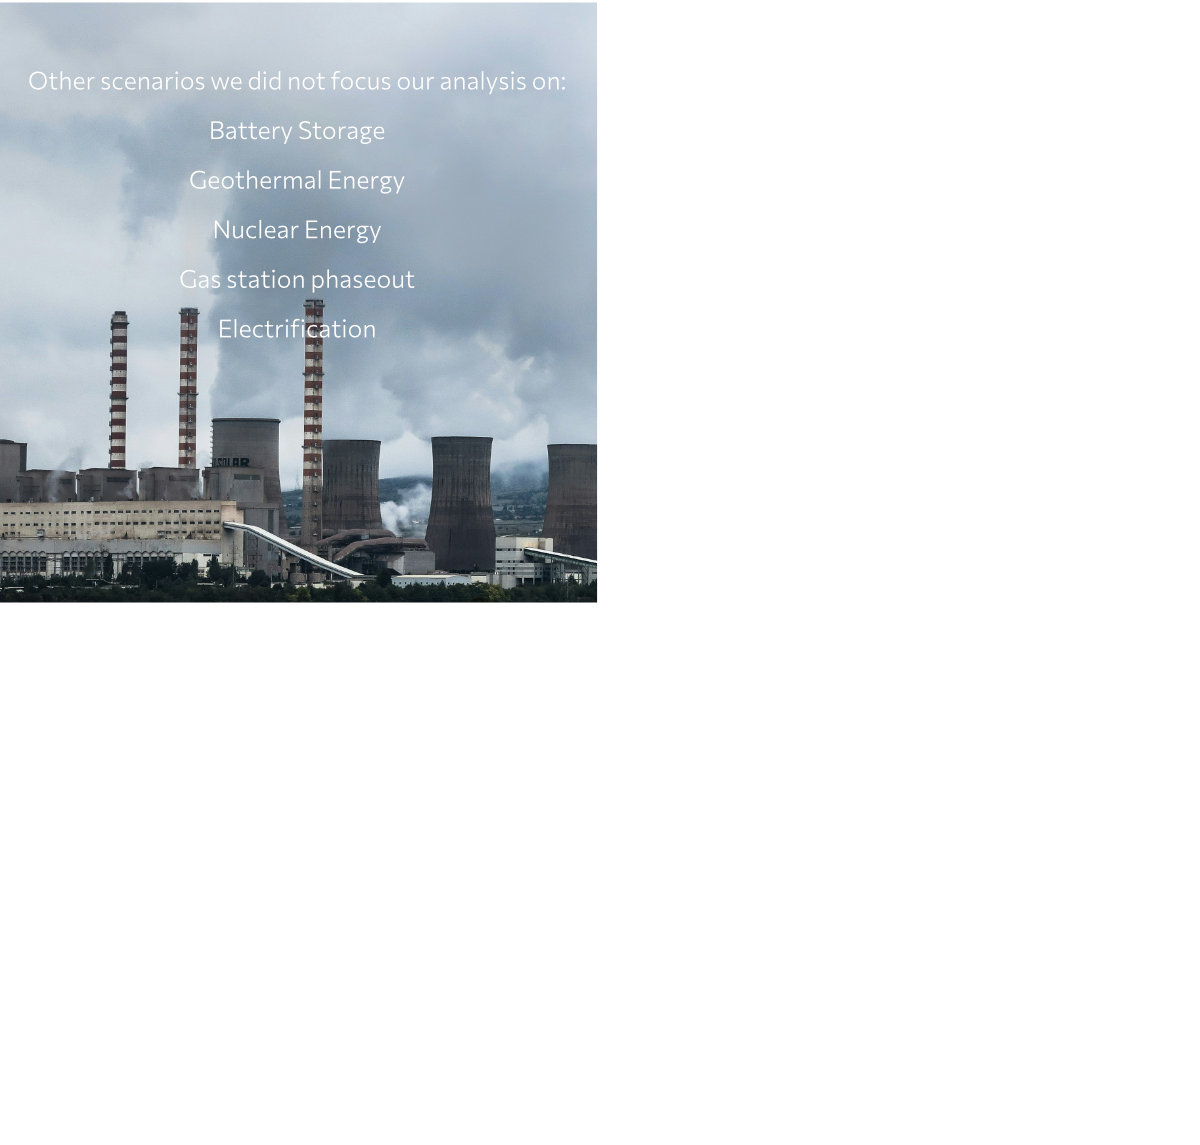 Other scenarios we did not focus our analysis on:
Battery Storage
Geothermal Energy
Nuclear Energy
Gas station phaseout
Electrification